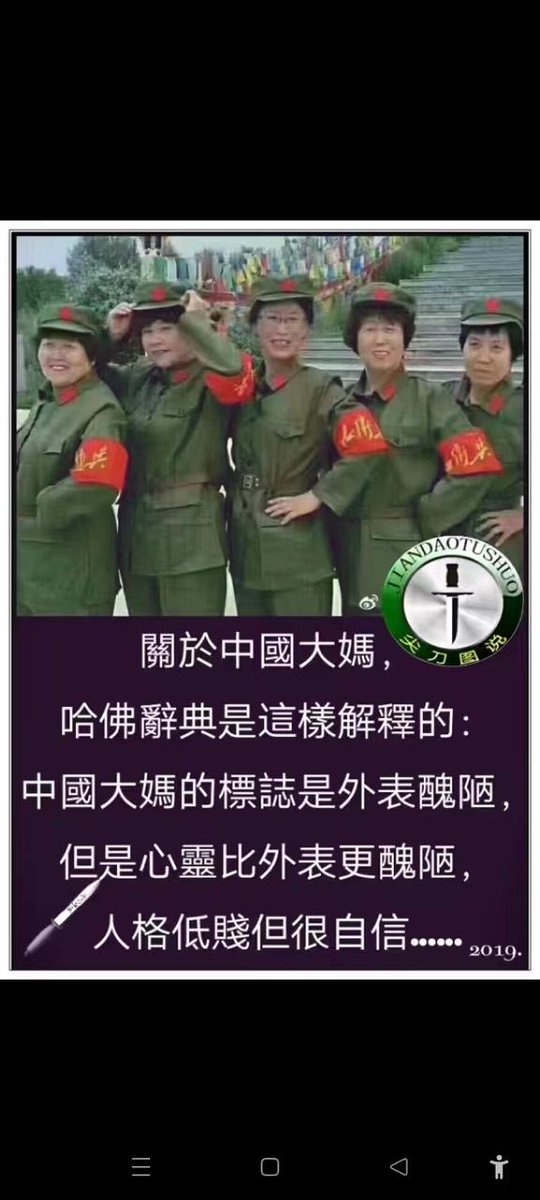 JIANDAOTUSHUO
尖刀图说
關於中國大媽，
哈佛辭典是這樣解釋的：
中國大媽的標誌是外表醜陋，
但是心靈比外表更醜陋，
人格低賤但很自信......
2019.